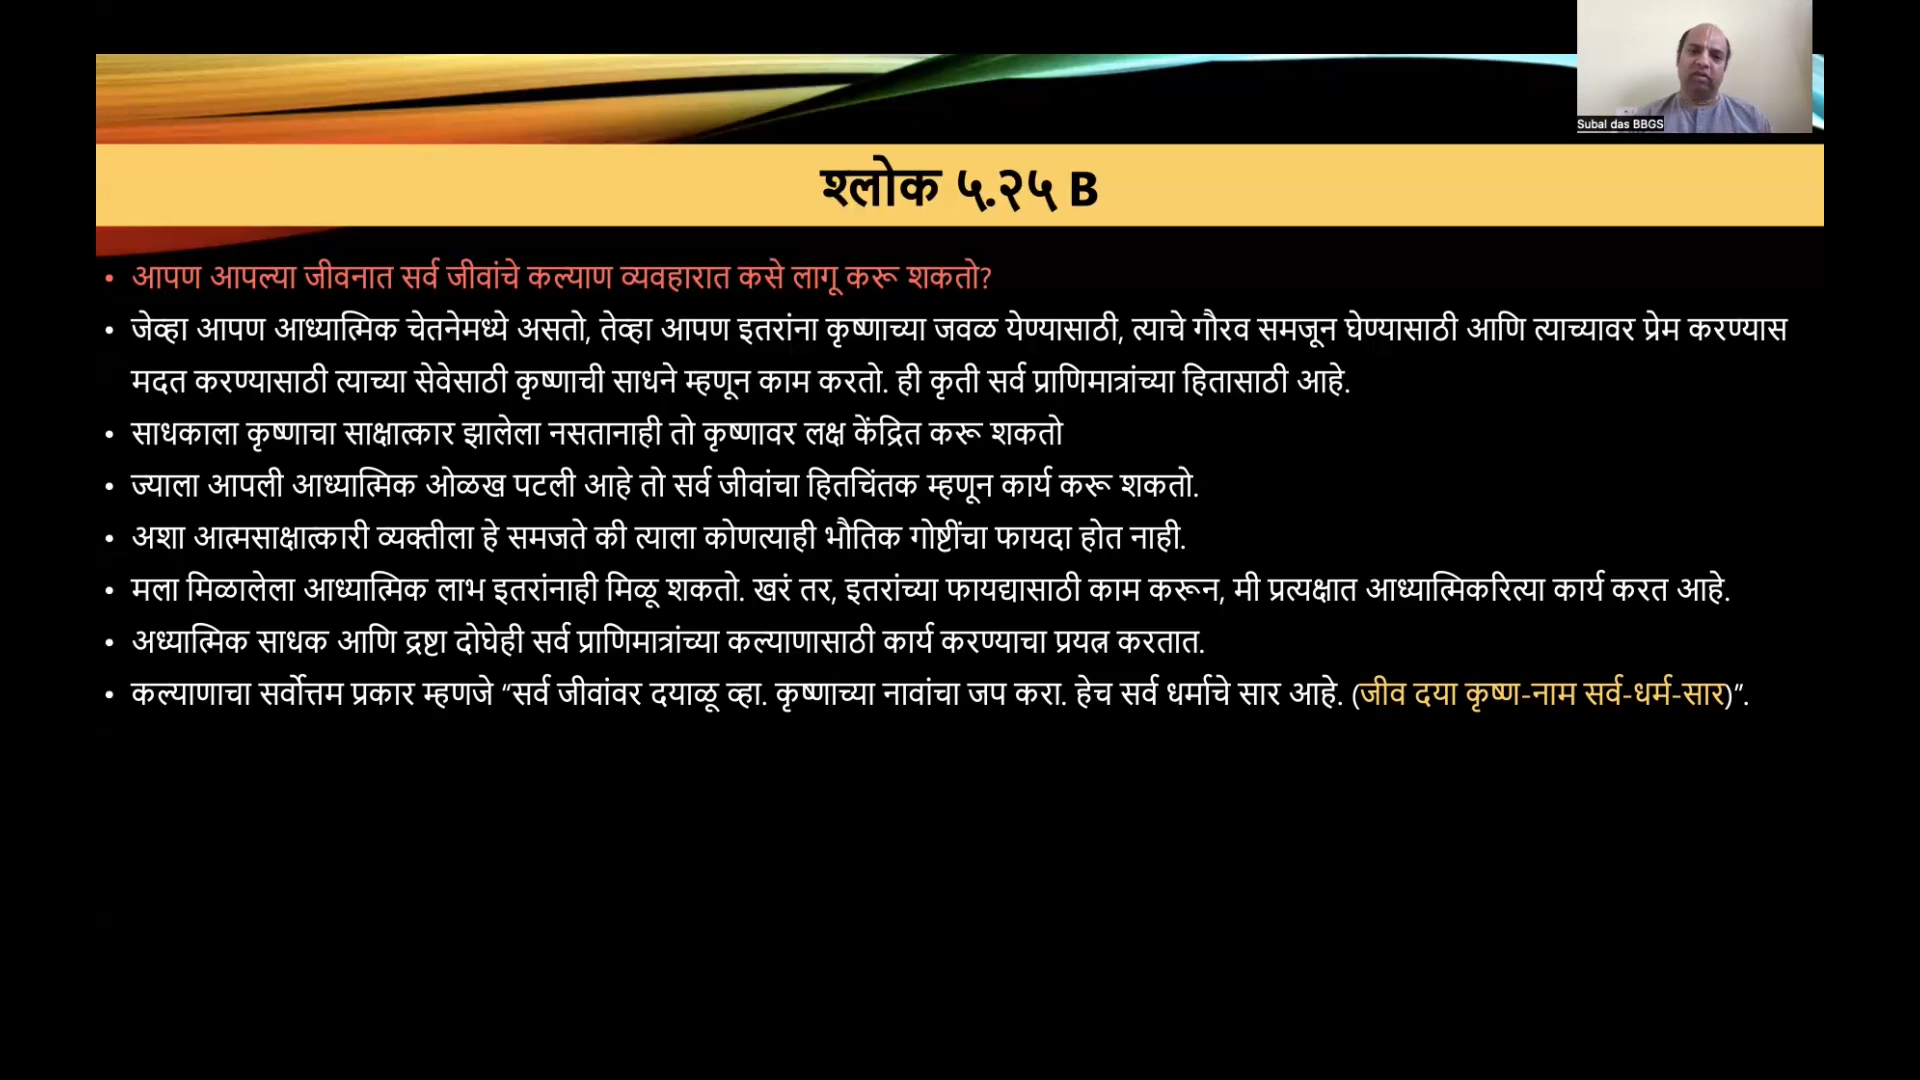 Subal das BBGS
श्लोक ५.२५ B
• आपण आपल्या जीवनात सर्व जीवांचे कल्याण व्यवहारात कसे लागू करू शकतो?
• जेव्हा आपण आध्यात्मिक चेतनेमध्ये असतो, तेव्हा आपण इतरांना कृष्णाच्या जवळ येण्यासाठी, त्याचे गौरव समजून घेण्यासाठी आणि त्याच्यावर प्रेम करण्यास
मदत करण्यासाठी त्याच्या सेवेसाठी कृष्णाची साधने म्हणून काम करतो. ही कृती सर्व प्राणिमात्रांच्या हितासाठी आहे.
• साधकाला कृष्णाचा साक्षात्कार झालेला नसतानाही तो कृष्णावर लक्ष केंद्रित करू शकतो
• ज्याला आपली आध्यात्मिक ओळख पटली आहे तो सर्व जीवांचा हितचिंतक म्हणून कार्य करू शकतो.
• अशा आत्मसाक्षात्कारी व्यक्तीला हे समजते की त्याला कोणत्याही भौतिक गोष्टींचा फायदा होत नाही.
• मला मिळालेला आध्यात्मिक लाभ इतरांनाही मिळू शकतो. खरं तर, इतरांच्या फायद्यासाठी काम करून, मी प्रत्यक्षात आध्यात्मिकरित्या कार्य करत आहे.
• अध्यात्मिक साधक आणि द्रष्टा दोघेही सर्व प्राणिमात्रांच्या कल्याणासाठी कार्य करण्याचा प्रयत्न करतात.
• कल्याणाचा सर्वोत्तम प्रकार म्हणजे “सर्व जीवांवर दयाळू व्हा. कृष्णाच्या नावांचा जप करा. हेच सर्व धर्माचे सार आहे. (जीव दया कृष्ण-नाम सर्व-धर्म-सार)”.